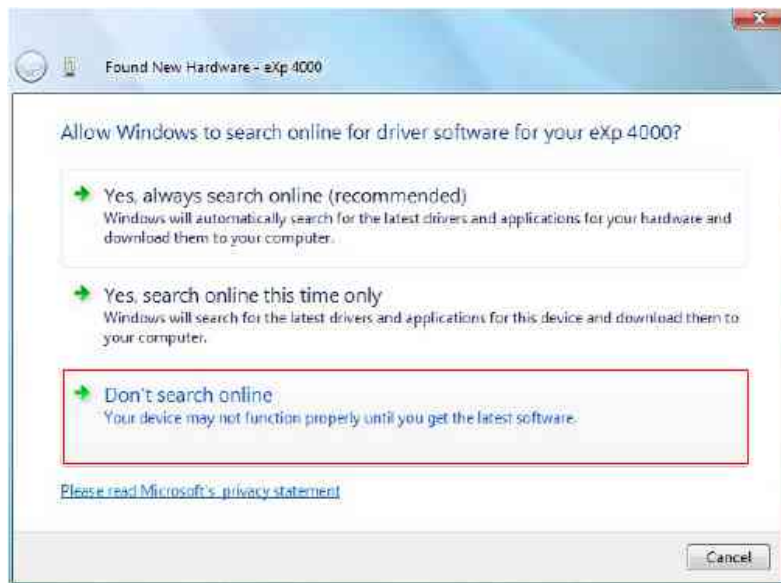 Found New Hardware - eXp 4000
Allow Windows to search online for driver software for your eXp 4000?
Yes, always search online (recommended)
Windows will automatically search for the latest drivers and applications for your hardware and
download them to your computer.
Yes, search online this time only
Windows will search for the latest drivers and applications for this device and download them to
your computer.
Don't search online
Your device may not function properly until you get the latest software.
Please read Microsoft's privacy statement
Cancel